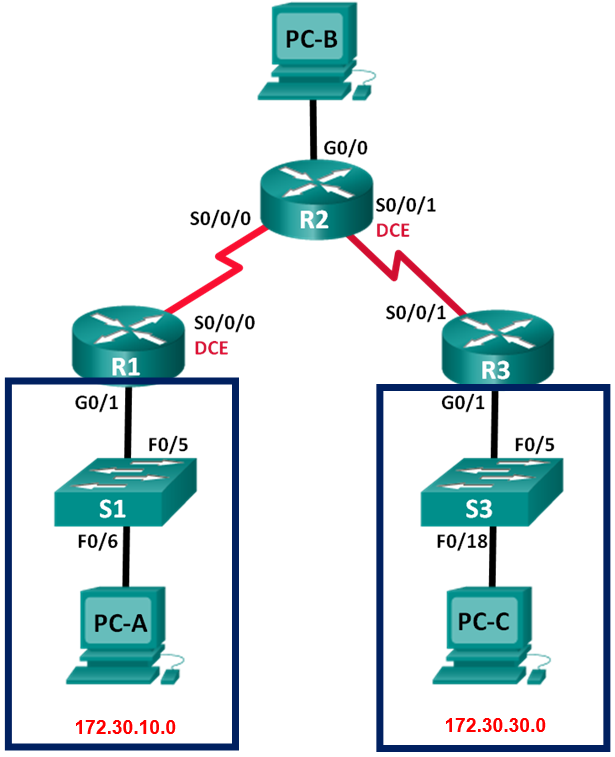 PC-B
G0/0
R2
S0/0/0
S0/0/1
DCE
S0/0/0
DCE
S0/0/1
R1
R3
G0/1
G0/1
F0/5
F0/5
S1
S3
F0/6
F0/18
PC-A
PC-C
172.30.10.0
172.30.30.0